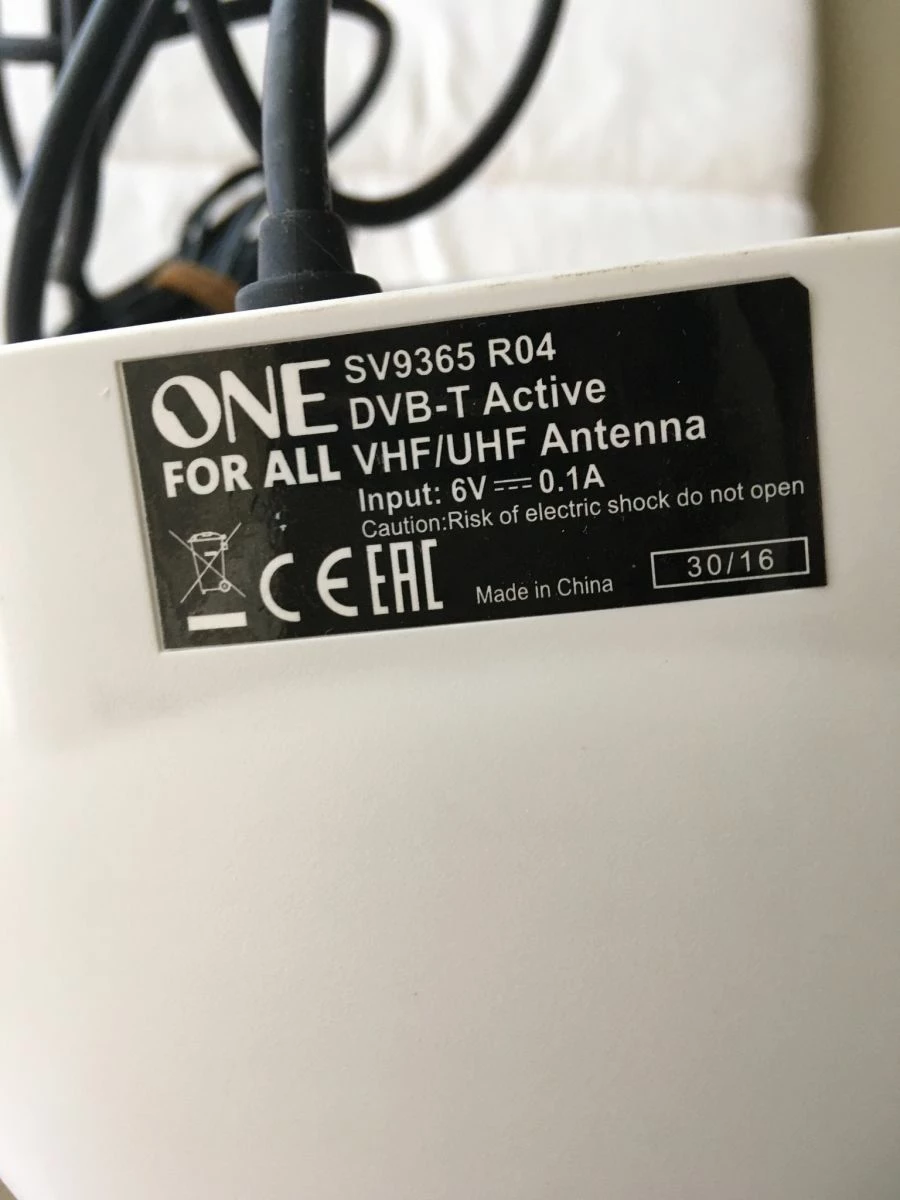 ONE
FOR ALL
SV9365 R04
DVB-T Active
VHF/UHF Antenna
Input: 6V ⎓ 0.1A
Caution:Risk of electric shock do not open
CE EAC
Made in China
30/16